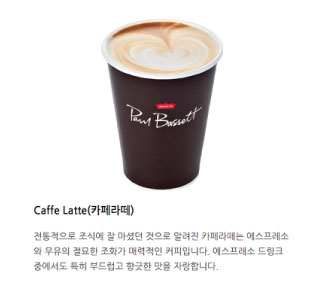 Paul Bassett
Caffe Latte(카페라떼)
전통적으로 조식에 잘 마셨던 것으로 알려진 카페라떼는 에스프레소
와 우유의 절묘한 조화가 매력적인 커피입니다. 에스프레소 드링크
중에서도 특히 부드럽고 향긋한 맛을 자랑합니다.